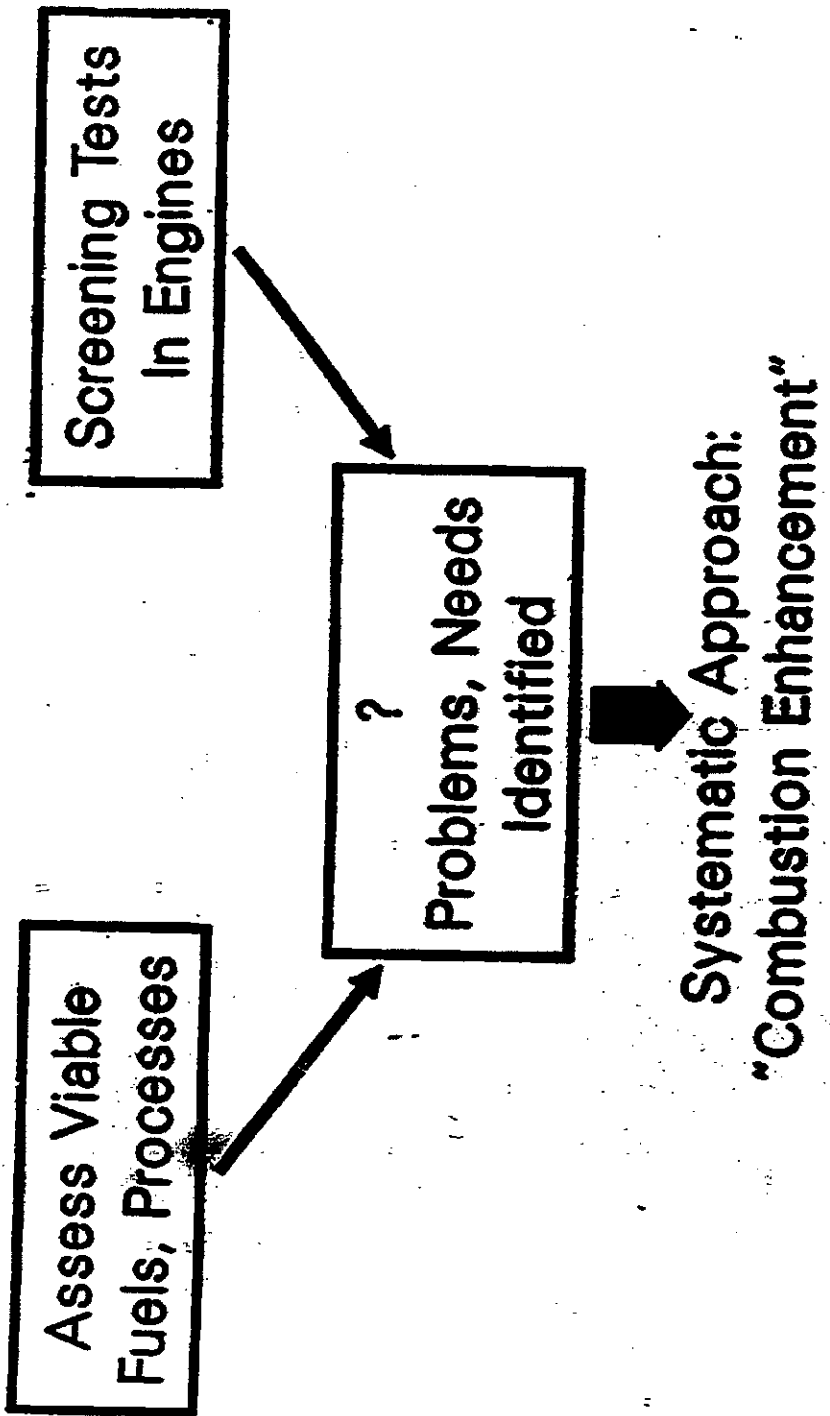 Assess Viable
Fuels, Processes
Screening Tests
In Engines
?
Problems, Needs
Identified
Systematic Approach:
"Combustion Enhancement"